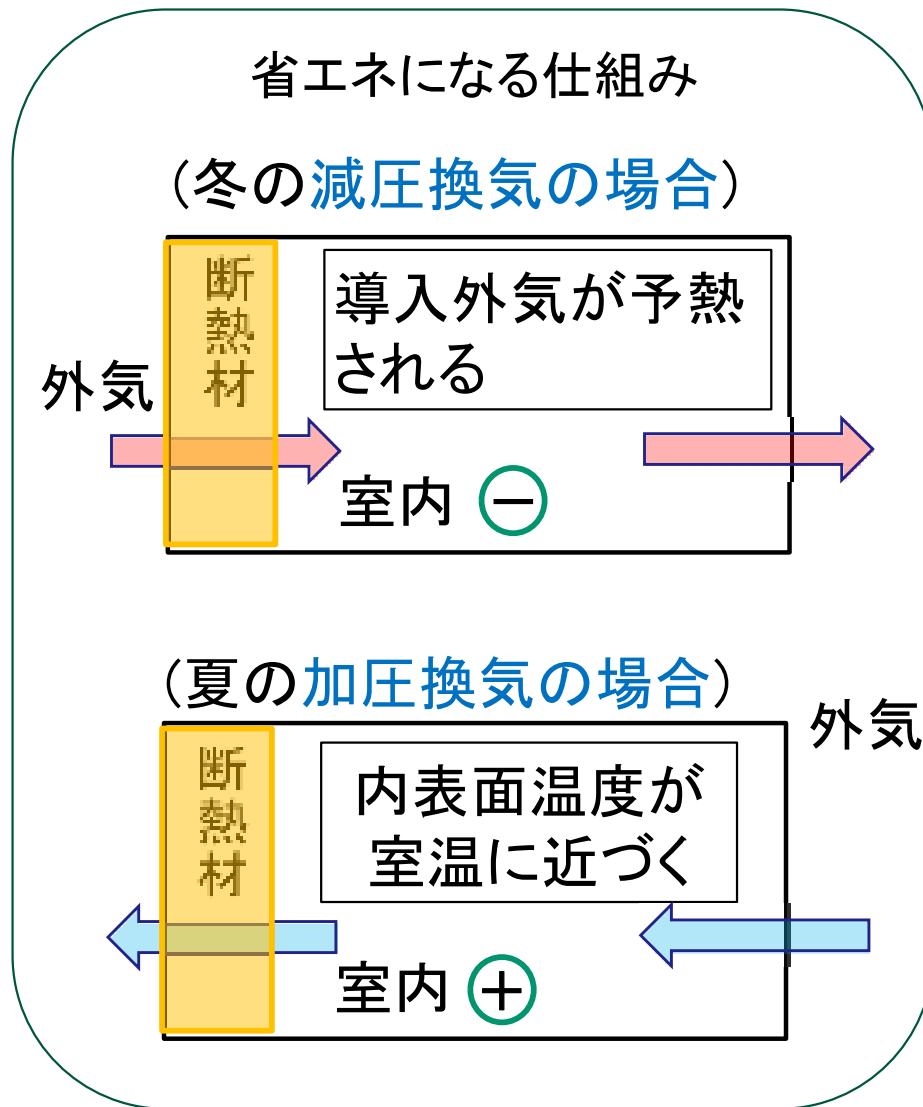 省エネになる仕組み
（冬の減圧換気の場合）
断熱材
導入外気が予熱
される
外気
室内 −
（夏の加圧換気の場合）
外気
断熱材
内表面温度が
室温に近づく
室内 +